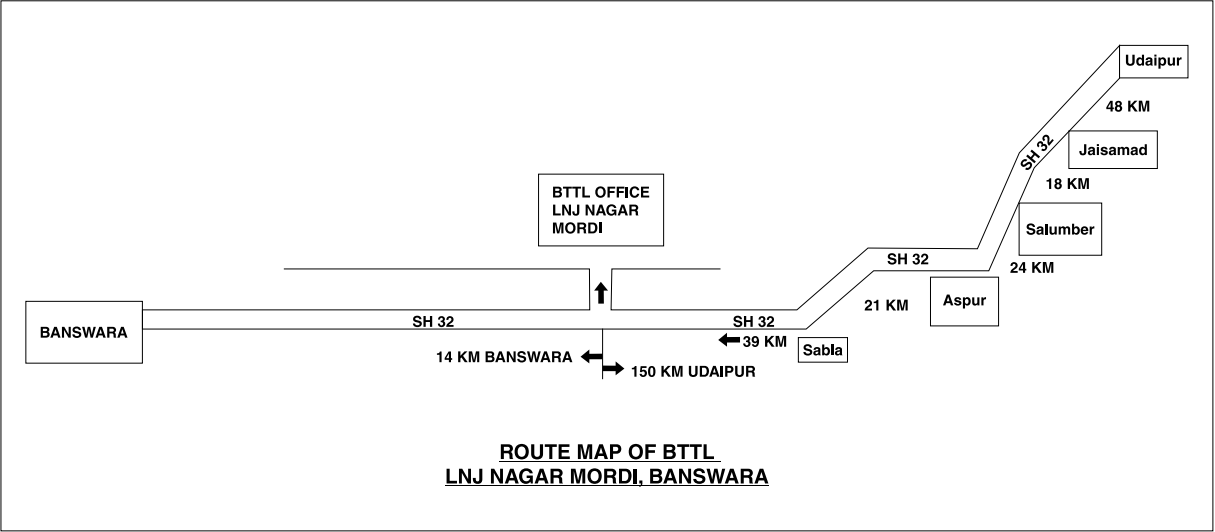 Udaipur
48 KM
SH 32
Jaisamad
18 KM
BTTL OFFICE
LNJ NAGAR
MORDI
Salumber
SH 32
24 KM
Aspur
21 KM
BANSWARA
SH 32
SH 32
39 KM
Sabla
14 KM BANSWARA
150 KM UDAIPUR
ROUTE MAP OF BTTL
LNJ NAGAR MORDI, BANSWARA